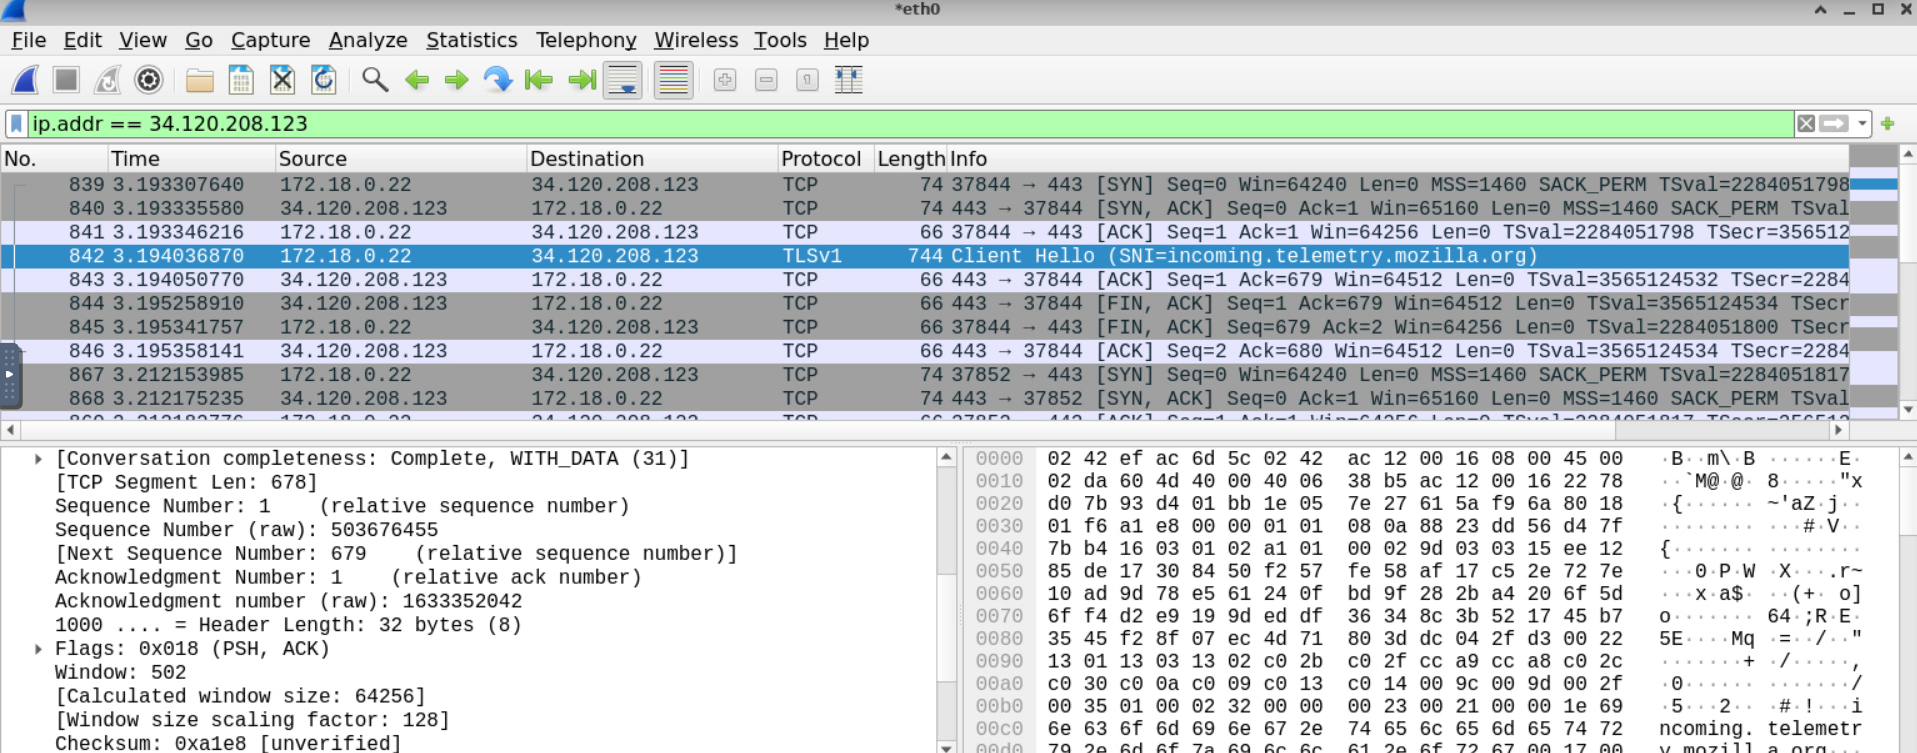 *eth0
File Edit View Go Capture Analyze Statistics Telephony Wireless Tools Help
ip.addr == 34.120.208.123
No. Time Source Destination Protocol Length Info
839 3.193307640 172.18.0.22 34.120.208.123 TCP 74 37844 → 443 [SYN] Seq=0 Win=64240 Len=0 MSS=1460 SACK_PERM TSval=2284051798
840 3.193335580 34.120.208.123 172.18.0.22 TCP 74 443 → 37844 [SYN, ACK] Seq=0 Ack=1 Win=65160 Len=0 MSS=1460 SACK_PERM TSval
841 3.193346216 172.18.0.22 34.120.208.123 TCP 66 37844 → 443 [ACK] Seq=1 Ack=1 Win=64256 Len=0 TSval=2284051798 TSecr=356512
842 3.194036870 172.18.0.22 34.120.208.123 TLSv1 744 Client Hello (SNI=incoming.telemetry.mozilla.org)
843 3.194050770 34.120.208.123 172.18.0.22 TCP 66 443 → 37844 [ACK] Seq=1 Ack=679 Win=64512 Len=0 TSval=3565124532 TSecr=2284
844 3.195258910 34.120.208.123 172.18.0.22 TCP 66 443 → 37844 [FIN, ACK] Seq=1 Ack=679 Win=64512 Len=0 TSval=3565124534 TSecr
845 3.195341757 172.18.0.22 34.120.208.123 TCP 66 37844 → 443 [FIN, ACK] Seq=679 Ack=2 Win=64256 Len=0 TSval=2284051800 TSecr
846 3.195358141 34.120.208.123 172.18.0.22 TCP 66 443 → 37844 [ACK] Seq=2 Ack=680 Win=64512 Len=0 TSval=3565124534 TSecr=2284
867 3.212153985 172.18.0.22 34.120.208.123 TCP 74 37852 → 443 [SYN] Seq=0 Win=64240 Len=0 MSS=1460 SACK_PERM TSval=2284051817
868 3.212175235 34.120.208.123 172.18.0.22 TCP 74 443 → 37852 [SYN, ACK] Seq=0 Ack=1 Win=65160 Len=0 MSS=1460 SACK_PERM TSval
[Conversation completeness: Complete, WITH_DATA (31)]
[TCP Segment Len: 678]
Sequence Number: 1 (relative sequence number)
Sequence Number (raw): 503676455
[Next Sequence Number: 679 (relative sequence number)]
Acknowledgment Number: 1 (relative ack number)
Acknowledgment number (raw): 1633352042
1000 .... = Header Length: 32 bytes (8)
Flags: 0x018 (PSH, ACK)
Window: 502
[Calculated window size: 64256]
[Window size scaling factor: 128]
Checksum: 0xa1e8 [unverified]
0000 02 42 ef ac 6d 5c 02 42 ac 12 00 16 08 00 45 00 ·B··m\·B ······E·
0010 02 da 60 4d 40 00 40 06 38 b5 ac 12 00 16 22 78 ··`M@·@· 8·····"x
0020 d0 7b 93 d4 01 bb 1e 05 7e 27 61 5a f9 6a 80 18 ·{······ ~'aZ·j··
0030 01 f6 a1 e8 00 00 01 01 08 0a 88 23 dd 56 d4 7f ········ ···#·V··
0040 7b b4 16 03 01 02 a1 01 00 02 9d 03 03 15 ee 12 {······· ········
0050 85 de 17 30 84 50 f2 57 fe 58 af 17 c5 2e 72 7e ···0·P·W ·X···.r~
0060 10 ad 9d 78 e5 61 24 0f bd 9f 28 2b a4 20 6f 5d ···x·a$· ··(+· o]
0070 6f f4 d2 e9 19 9d ed df 36 34 8c 3b 52 17 45 b7 o······· 64·;R·E·
0080 35 45 f2 8f 07 ec 4d 71 80 3d dc 04 2f d3 00 22 5E····Mq ·=··/··"
0090 13 01 13 03 13 02 c0 2b c0 2f cc a9 cc a8 c0 2c ·······+ ·/·····,
00a0 c0 30 c0 0a c0 09 c0 13 c0 14 00 9c 00 9d 00 2f ·0······ ·······/
00b0 00 35 01 00 02 32 00 00 00 23 00 21 00 00 1e 69 ·5···2·· ·#·!···i
00c0 6e 63 6f 6d 69 6e 67 2e 74 65 6c 65 6d 65 74 72 ncoming. telemetr
00d0 79 2e 6d 6f 7a 69 6c 6c 61 2e 6f 72 67 00 17 00 y.mozill a.org···